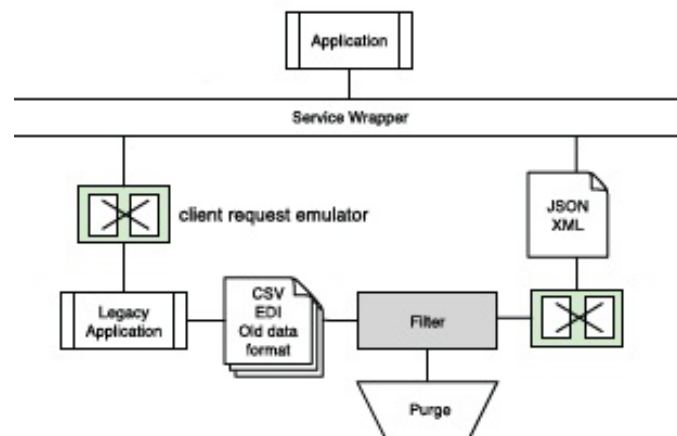 Application
Service Wrapper
client request emulator
JSON
XML
Legacy
Application
CSV
EDI
Old data
format
Filter
Purge